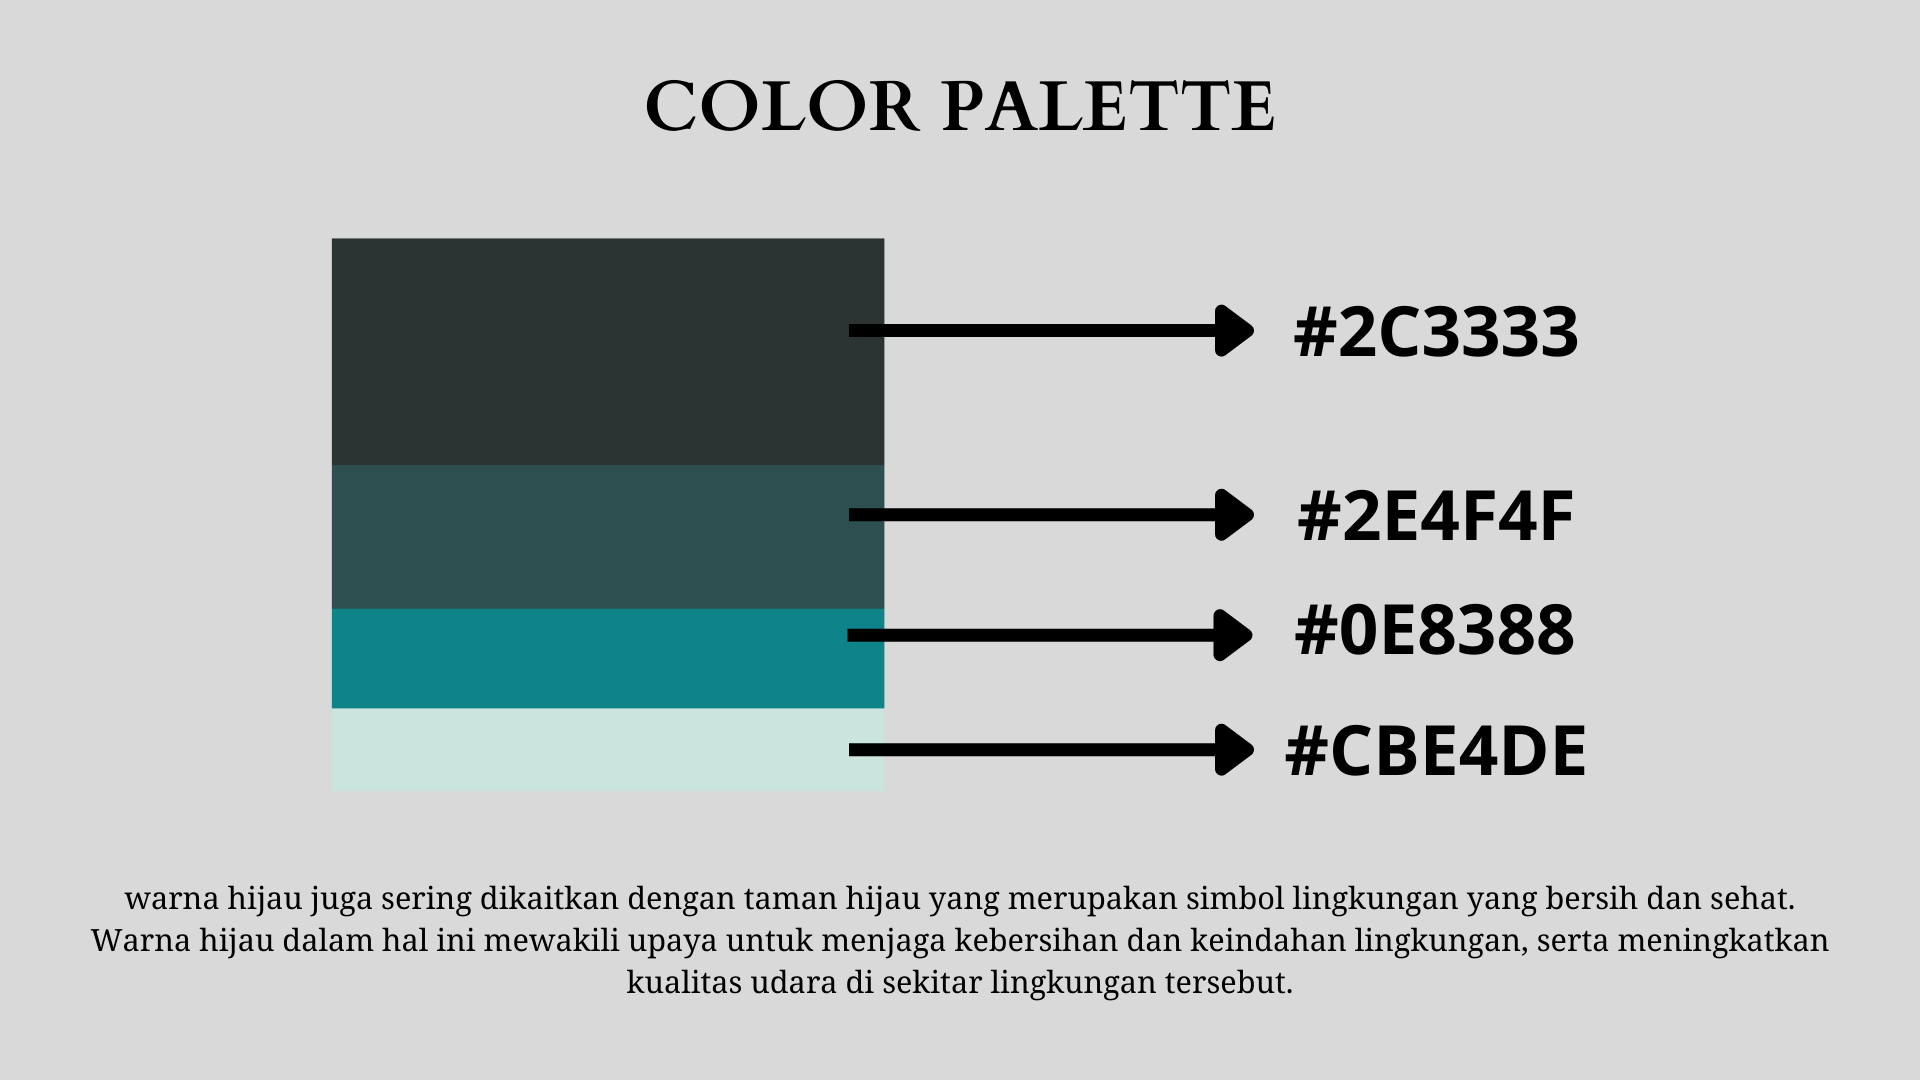 COLOR PALETTE
#2C3333
#2E4F4F
#0E8388
#CBE4DE
warna hijau juga sering dikaitkan dengan taman hijau yang merupakan simbol lingkungan yang bersih dan sehat.
Warna hijau dalam hal ini mewakili upaya untuk menjaga kebersihan dan keindahan lingkungan, serta meningkatkan
kualitas udara di sekitar lingkungan tersebut.